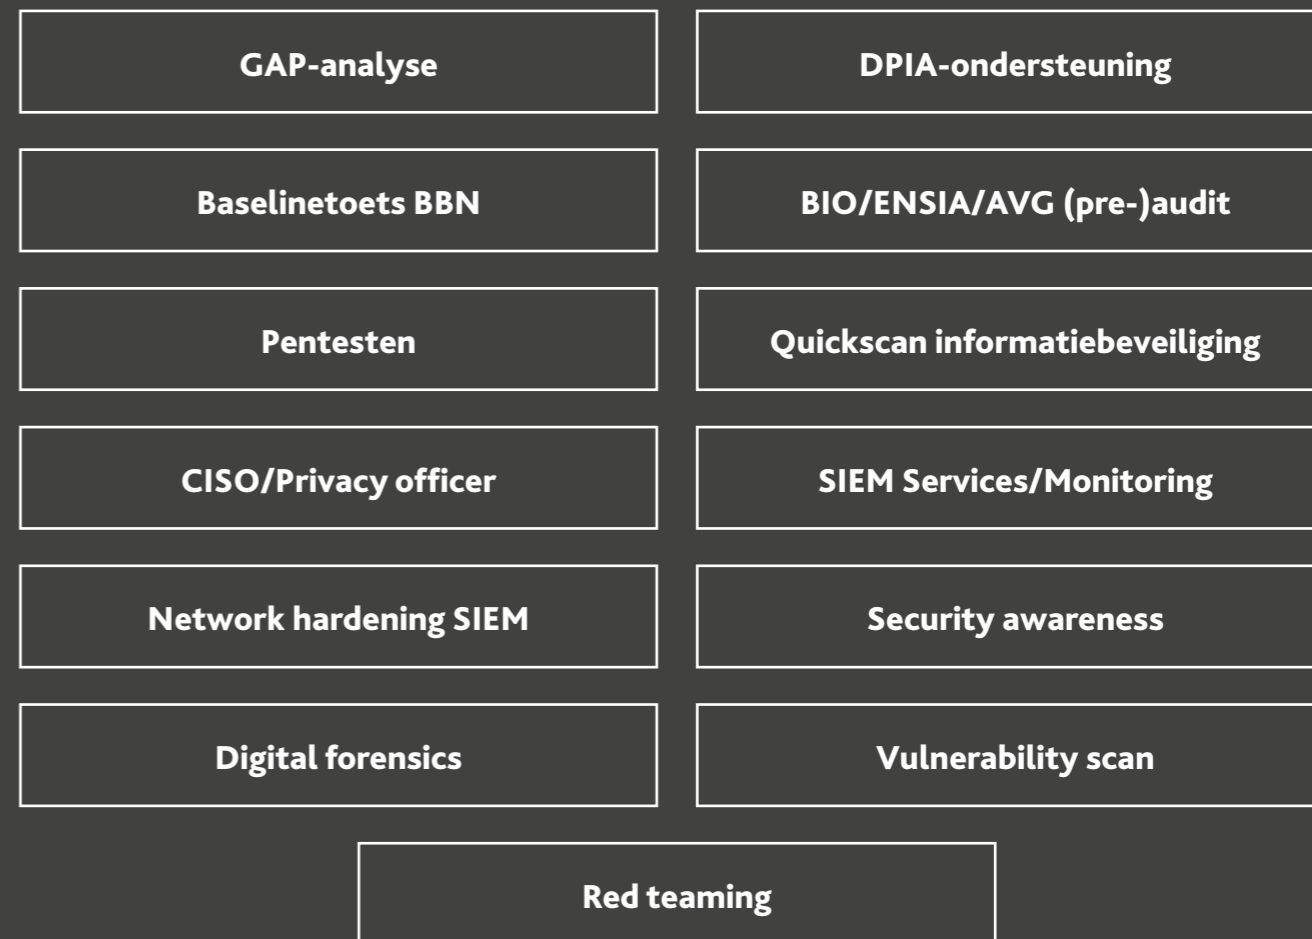 GAP-analyse
DPIA-ondersteuning
Baselinetoets BBN
BIO/ENSIA/AVG (pre-)audit
Pentesten
Quickscan informatiebeveiliging
CISO/Privacy officer
SIEM Services/Monitoring
Network hardening SIEM
Security awareness
Digital forensics
Vulnerability scan
Red teaming